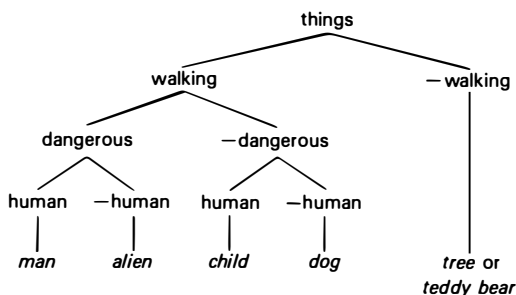 things
walking −walking
dangerous −dangerous
human −human human −human
man alien child dog tree or
teddy bear